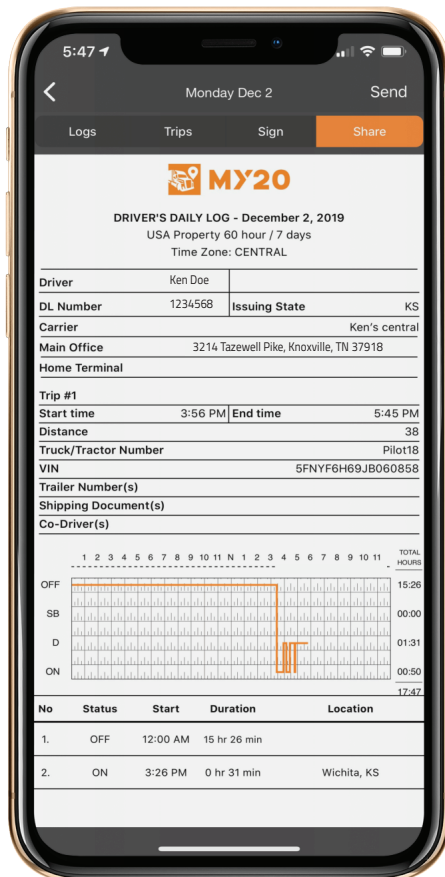 5:47
Monday Dec 2 Send
Logs Trips Sign Share
MY20
DRIVER'S DAILY LOG - December 2, 2019
USA Property 60 hour / 7 days
Time Zone: CENTRAL
Driver Ken Doe
DL Number 1234568 Issuing State KS
Carrier Ken's central
Main Office 3214 Tazewell Pike, Knoxville, TN 37918
Home Terminal
Trip #1
Start time 3:56 PM End time 5:45 PM
Distance 38
Truck/Tractor Number Pilot18
VIN 5FNYF6H69JB060858
Trailer Number(s)
Shipping Document(s)
Co-Driver(s)
1 2 3 4 5 6 7 8 9 10 11 N 1 2 3 4 5 6 7 8 9 10 11 TOTAL HOURS
OFF 15:26
SB 00:00
D 01:31
ON 00:50
17:47
No Status Start Duration Location
1. OFF 12:00 AM 15 hr 26 min
2. ON 3:26 PM 0 hr 31 min Wichita, KS